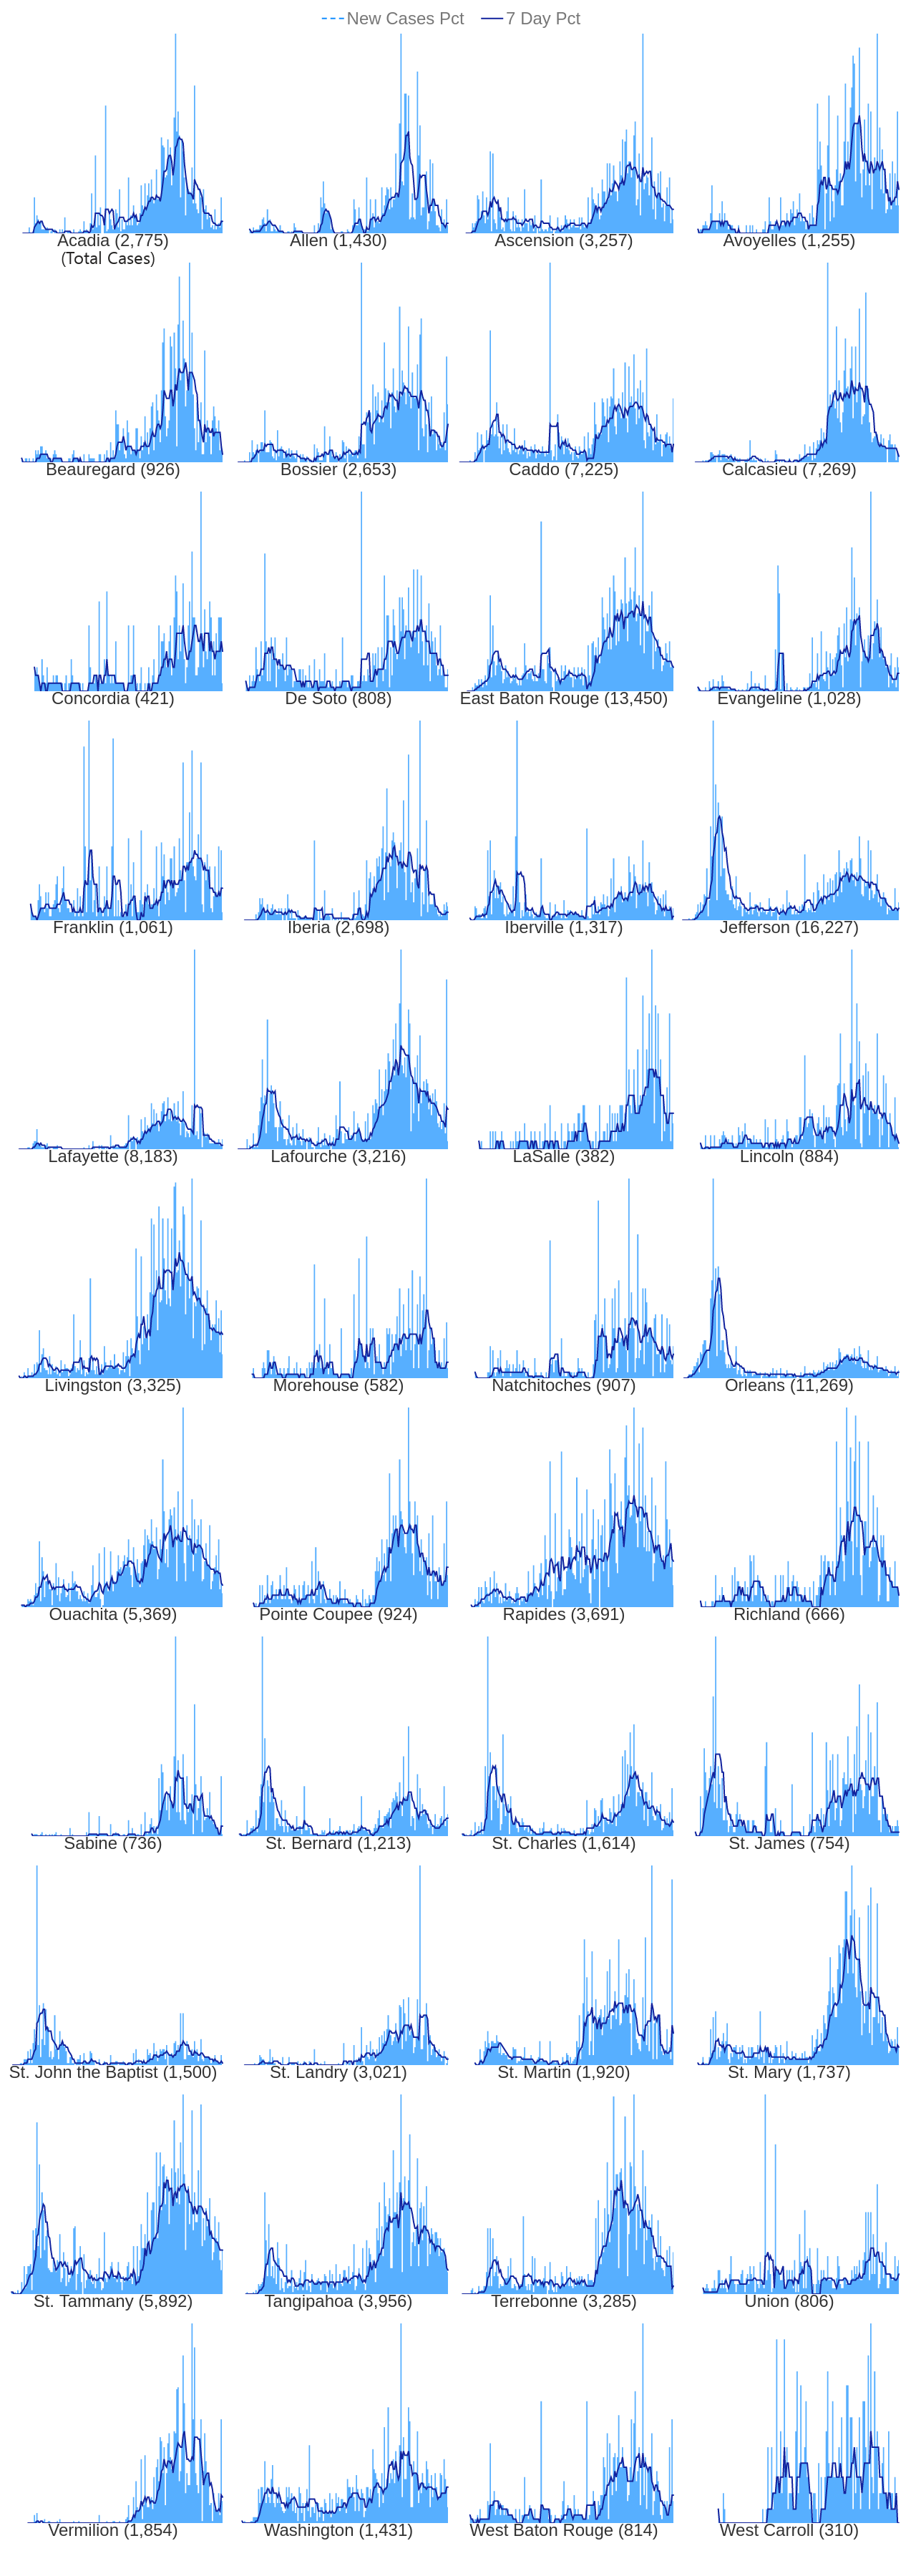 New Cases Pct 7 Day Pct
Acadia (2,775) Allen (1,430) Ascension (3,257) Avoyelles (1,255)
(Total Cases)
Beauregard (926) Bossier (2,653) Caddo (7,225) Calcasieu (7,269)
Concordia (421) De Soto (808) East Baton Rouge (13,450) Evangeline (1,028)
Franklin (1,061) Iberia (2,698) Iberville (1,317) Jefferson (16,227)
Lafayette (8,183) Lafourche (3,216) LaSalle (382) Lincoln (884)
Livingston (3,325) Morehouse (582) Natchitoches (907) Orleans (11,269)
Ouachita (5,369) Pointe Coupee (924) Rapides (3,691) Richland (666)
Sabine (736) St. Bernard (1,213) St. Charles (1,614) St. James (754)
St. John the Baptist (1,500) St. Landry (3,021) St. Martin (1,920) St. Mary (1,737)
St. Tammany (5,892) Tangipahoa (3,956) Terrebonne (3,285) Union (806)
Vermilion (1,854) Washington (1,431) West Baton Rouge (814) West Carroll (310)